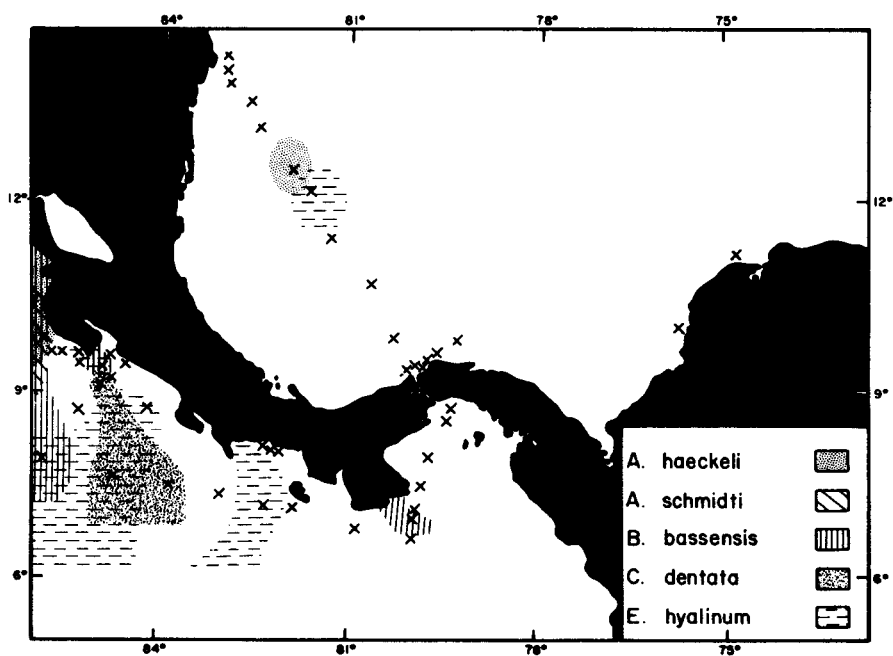 84° 81° 78° 75°
12° 12°
9° 9°
6° 6°
A. haeckeli
A. schmidti
B. bassensis
C. dentata
E. hyalinum
84° 81° 78° 75°